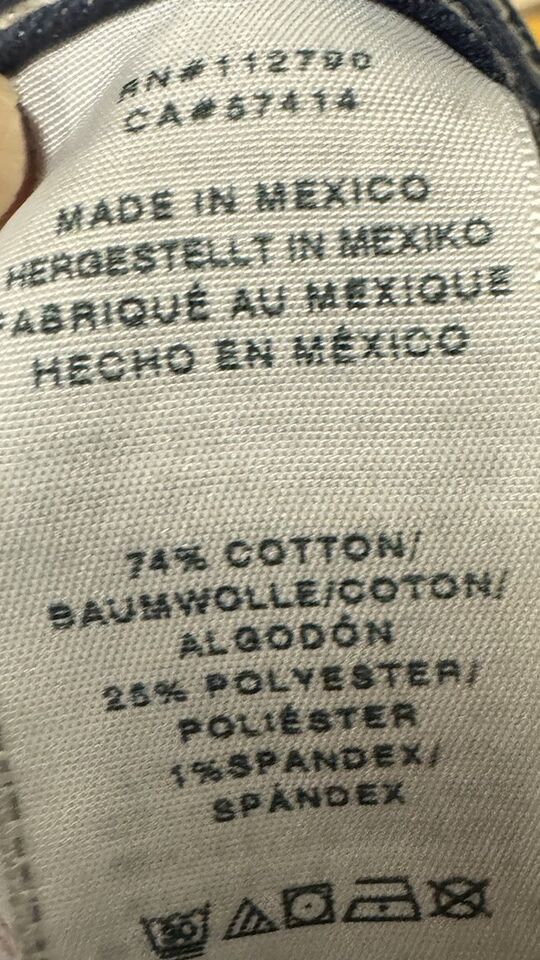 RN#112790
CA#57414
MADE IN MEXICO
HERGESTELLT IN MEXIKO
FABRIQUÉ AU MEXIQUE
HECHO EN MÉXICO
74% COTTON/
BAUMWOLLE/COTON/
ALGODÓN
25% POLYESTER/
POLIÉSTER
1%SPANDEX/
SPÁNDEX
30